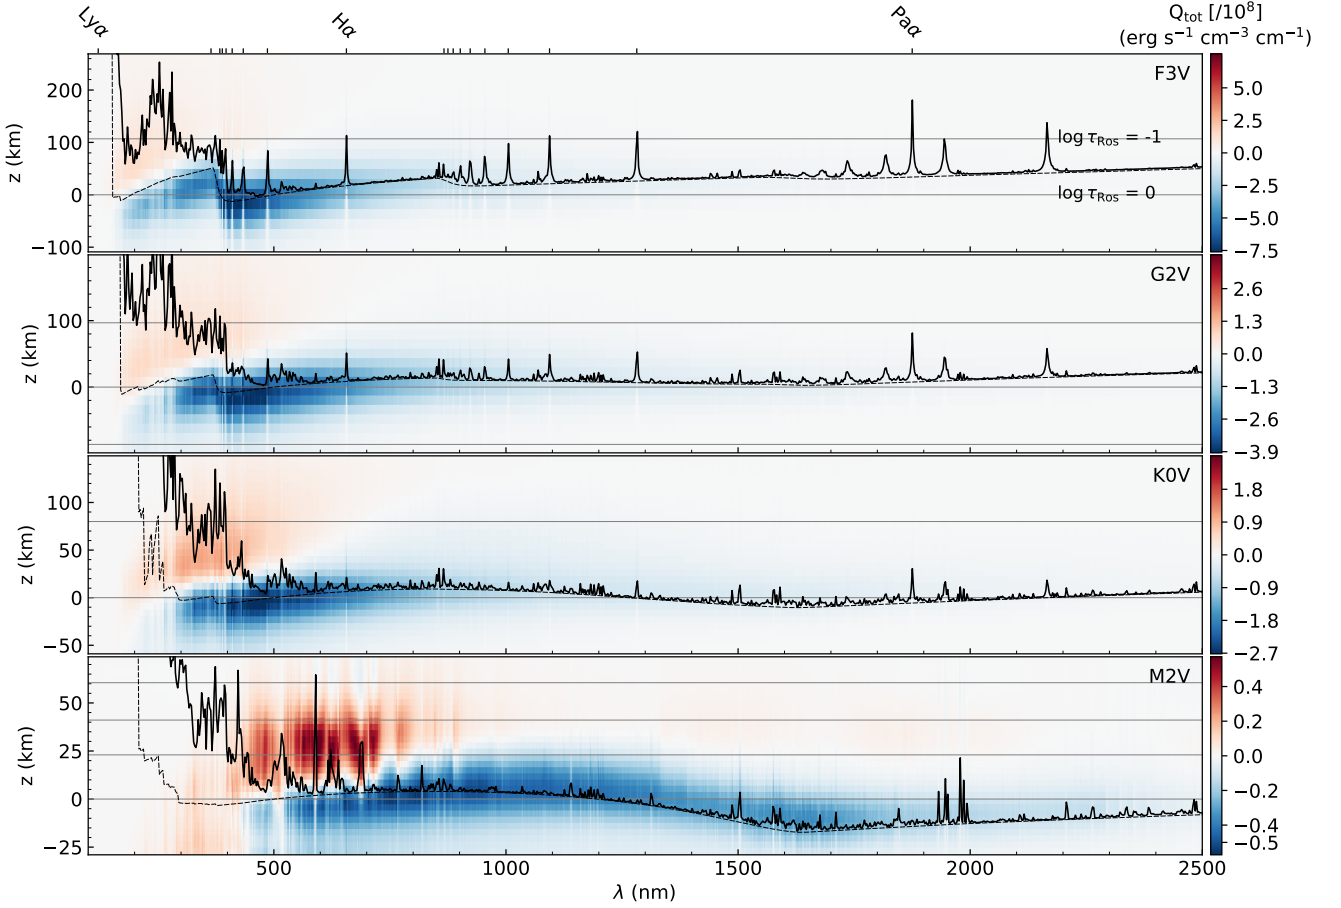 Lyα Hα Paα Q_tot [/10^8]
(erg s^−1 cm^−3 cm^−1)
F3V
z (km)
200
100
0
−100
log τ_Ros = -1
log τ_Ros = 0
5.0
2.5
0.0
−2.5
−5.0
−7.5
G2V
z (km)
100
0
2.6
1.3
0.0
−1.3
−2.6
−3.9
K0V
z (km)
100
50
0
−50
1.8
0.9
0.0
−0.9
−1.8
−2.7
M2V
z (km)
50
25
0
−25
0.4
0.2
0.0
−0.2
−0.4
−0.5
500 1000 1500 2000 2500
λ (nm)